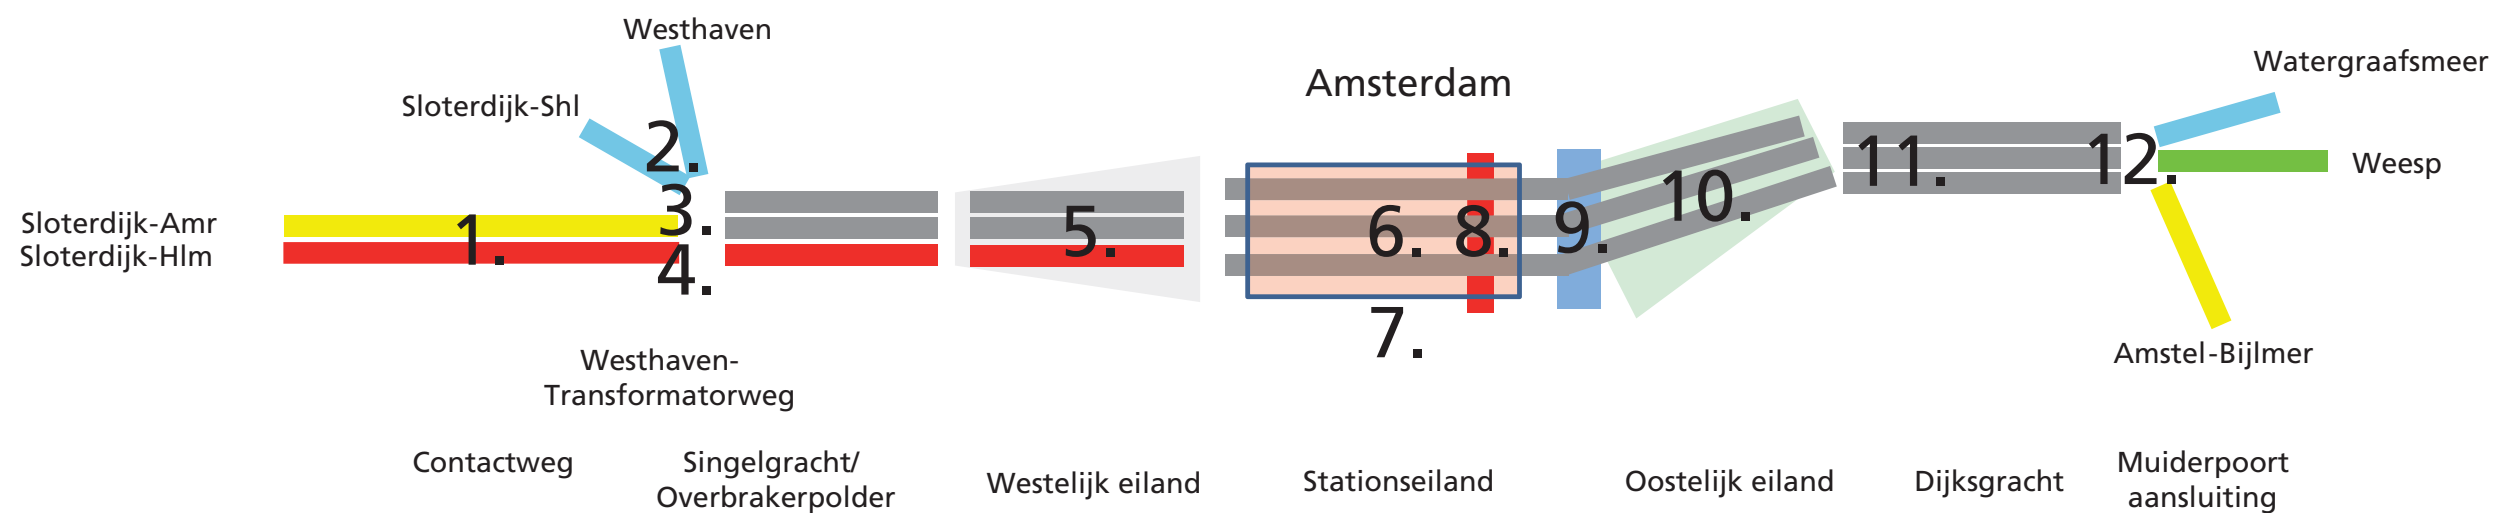 Westhaven
Sloterdijk-Shl
Amsterdam
Watergraafsmeer
Weesp
Sloterdijk-Amr
Sloterdijk-Hlm
1.
2.
3.
4.
5.
6.
7.
8.
9.
10.
11.
12.
Amstel-Bijlmer
Westhaven-
Transformatorweg
Contactweg
Singelgracht/
Overbrakerpolder
Westelijk eiland
Stationseiland
Oostelijk eiland
Dijksgracht
Muiderpoort
aansluiting